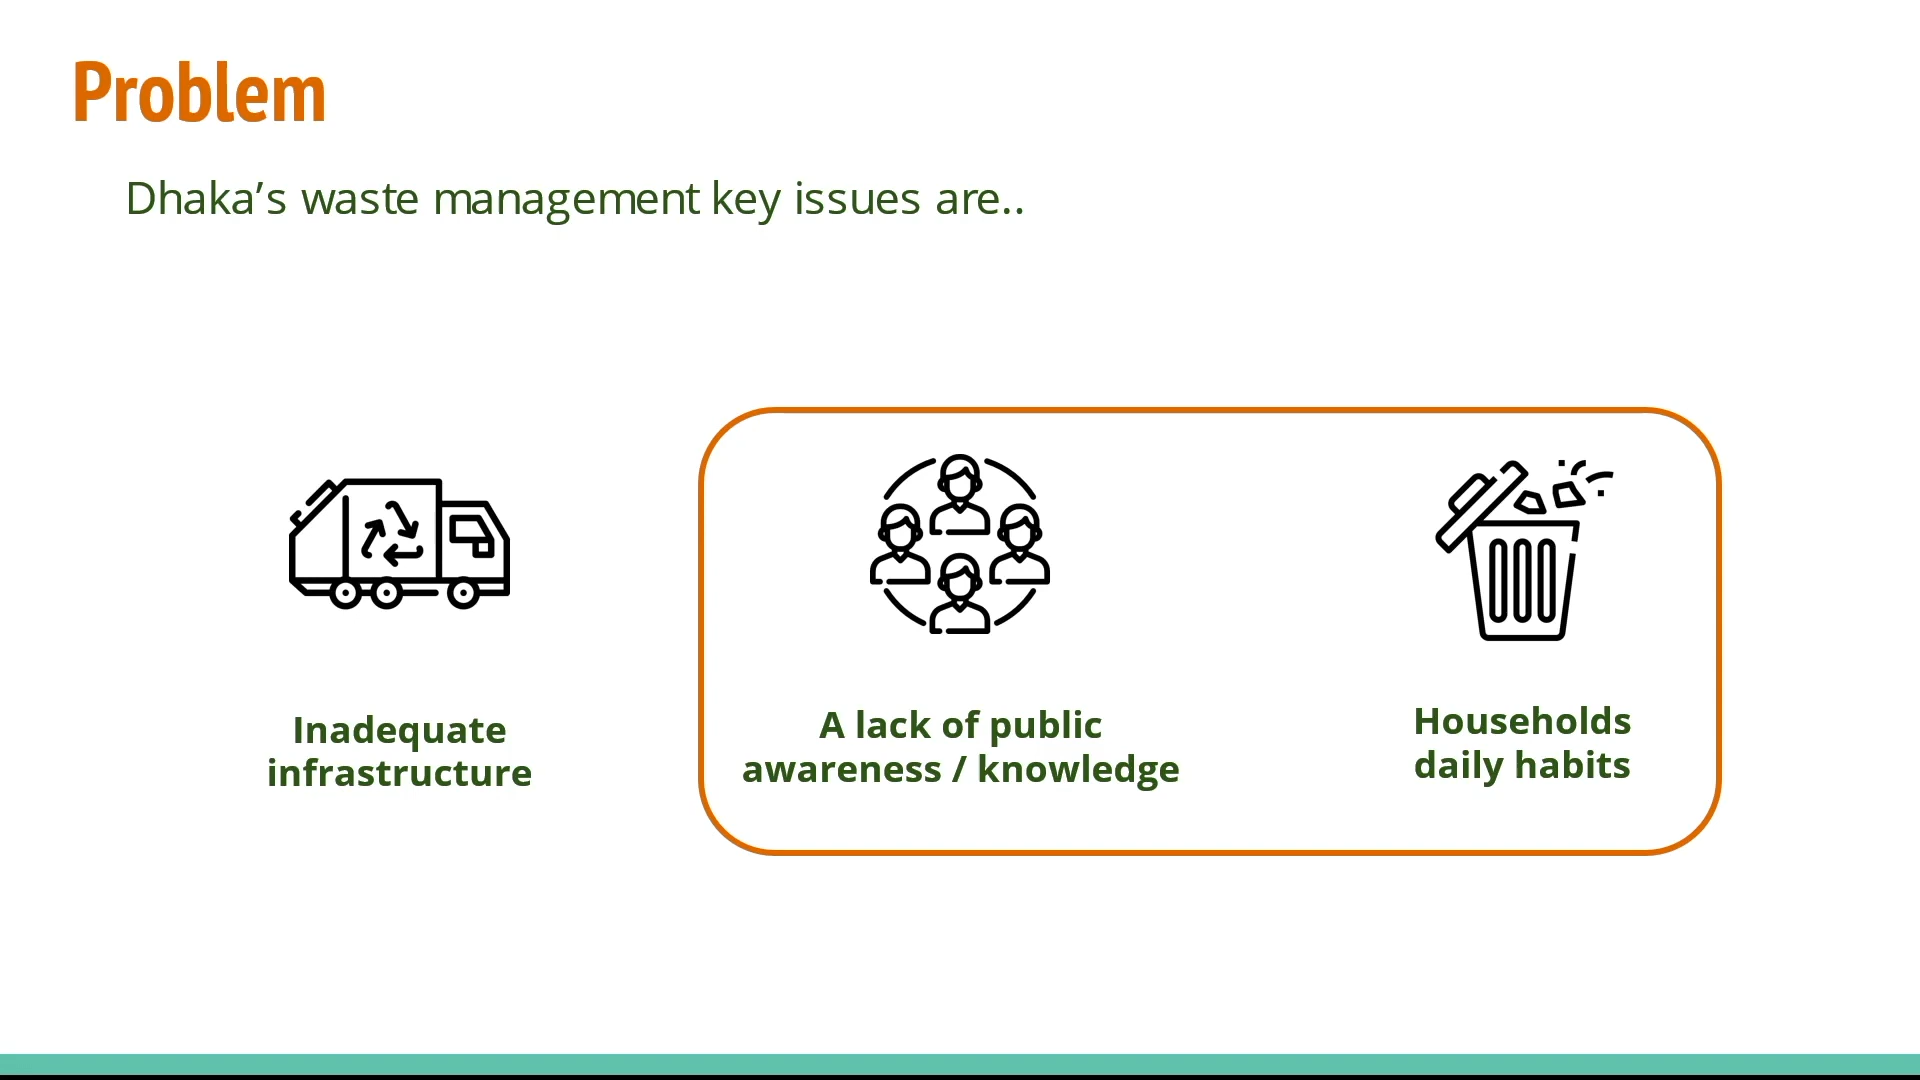 Problem
Dhaka’s waste management key issues are..
Inadequate
infrastructure
A lack of public
awareness / knowledge
Households
daily habits